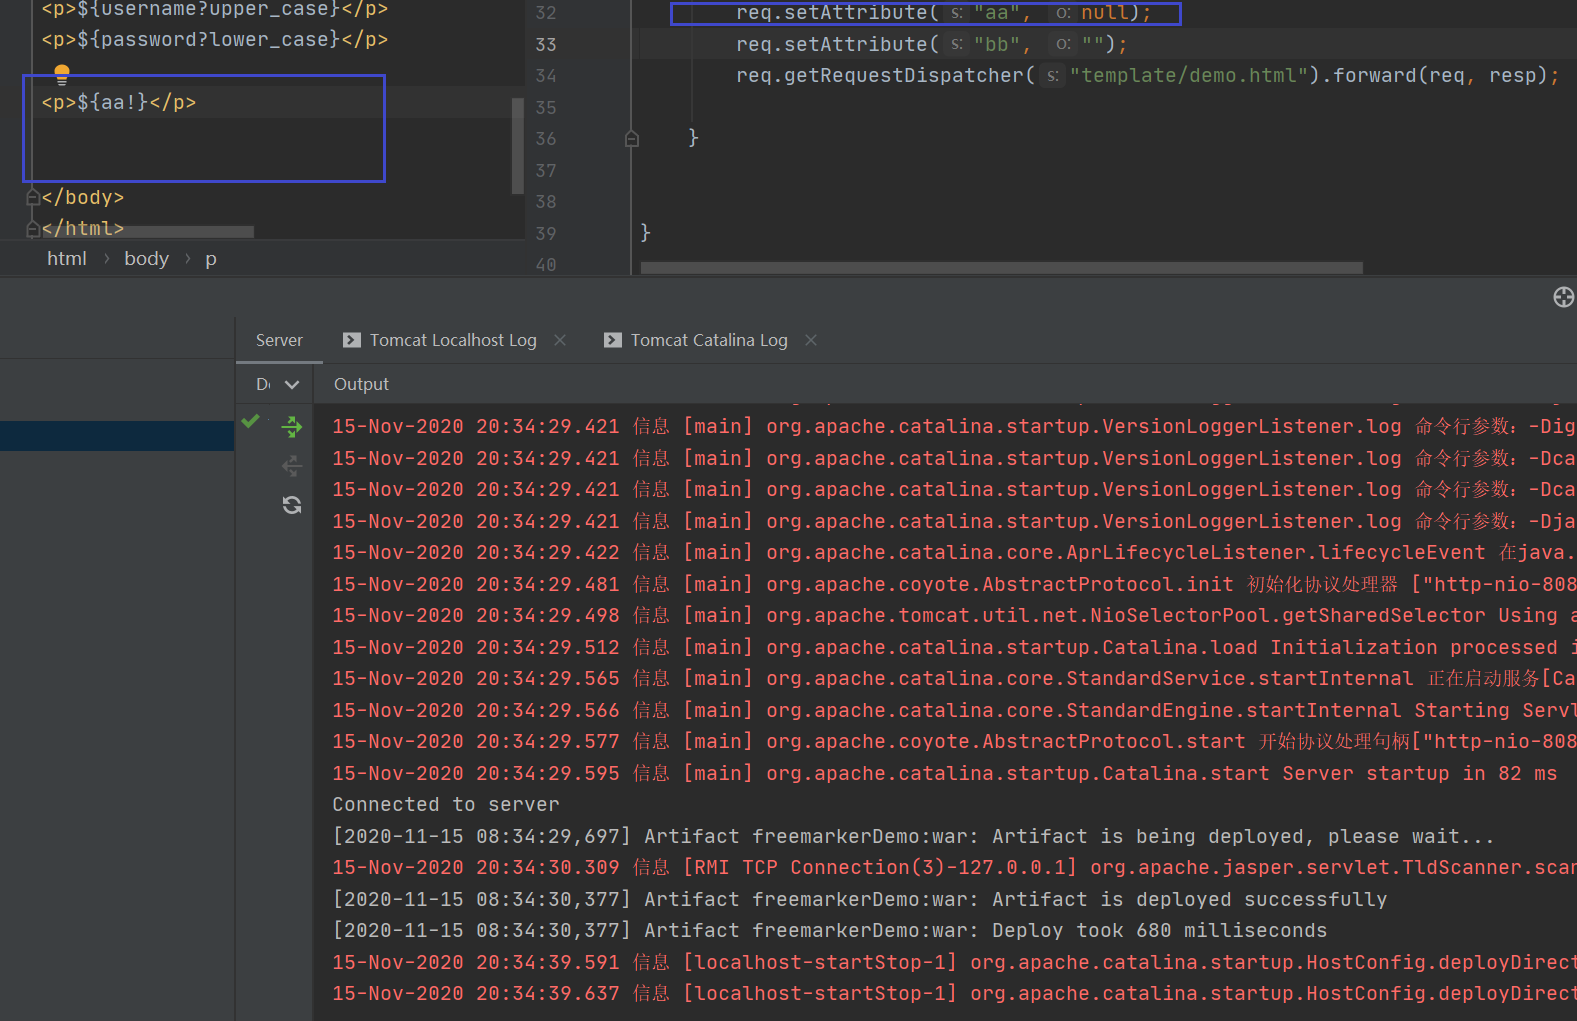 <p>${username?upper_case}</p>
<p>${password?lower_case}</p>
<p>${aa!}</p>
</body>
</html>
html › body › p
32 req.setAttribute( s: "aa", o: null);
33 req.setAttribute( s: "bb", o: "");
34 req.getRequestDispatcher( s: "template/demo.html").forward(req, resp);
35
36 }
37
38
39 }
40
Server Tomcat Localhost Log Tomcat Catalina Log
Output
15-Nov-2020 20:34:29.421 信息 [main] org.apache.catalina.startup.VersionLoggerListener.log 命令行参数：-Dig
15-Nov-2020 20:34:29.421 信息 [main] org.apache.catalina.startup.VersionLoggerListener.log 命令行参数：-Dca
15-Nov-2020 20:34:29.421 信息 [main] org.apache.catalina.startup.VersionLoggerListener.log 命令行参数：-Dca
15-Nov-2020 20:34:29.421 信息 [main] org.apache.catalina.startup.VersionLoggerListener.log 命令行参数：-Dja
15-Nov-2020 20:34:29.422 信息 [main] org.apache.catalina.core.AprLifecycleListener.lifecycleEvent 在java.
15-Nov-2020 20:34:29.481 信息 [main] org.apache.coyote.AbstractProtocol.init 初始化协议处理器 ["http-nio-808
15-Nov-2020 20:34:29.498 信息 [main] org.apache.tomcat.util.net.NioSelectorPool.getSharedSelector Using a
15-Nov-2020 20:34:29.512 信息 [main] org.apache.catalina.startup.Catalina.load Initialization processed i
15-Nov-2020 20:34:29.565 信息 [main] org.apache.catalina.core.StandardService.startInternal 正在启动服务[Ca
15-Nov-2020 20:34:29.566 信息 [main] org.apache.catalina.core.StandardEngine.startInternal Starting Servl
15-Nov-2020 20:34:29.577 信息 [main] org.apache.coyote.AbstractProtocol.start 开始协议处理句柄["http-nio-808
15-Nov-2020 20:34:29.595 信息 [main] org.apache.catalina.startup.Catalina.start Server startup in 82 ms
Connected to server
[2020-11-15 08:34:29,697] Artifact freemarkerDemo:war: Artifact is being deployed, please wait...
15-Nov-2020 20:34:30.309 信息 [RMI TCP Connection(3)-127.0.0.1] org.apache.jasper.servlet.TldScanner.scan
[2020-11-15 08:34:30,377] Artifact freemarkerDemo:war: Artifact is deployed successfully
[2020-11-15 08:34:30,377] Artifact freemarkerDemo:war: Deploy took 680 milliseconds
15-Nov-2020 20:34:39.591 信息 [localhost-startStop-1] org.apache.catalina.startup.HostConfig.deployDirect
15-Nov-2020 20:34:39.637 信息 [localhost-startStop-1] org.apache.catalina.startup.HostConfig.deployDirect